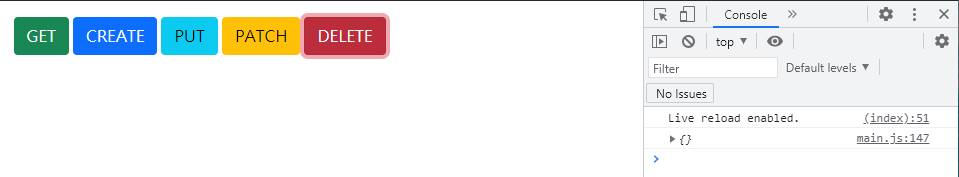 GET CREATE PUT PATCH DELETE
Console
top
Filter Default levels
No Issues
Live reload enabled. (index):51
{} main.js:147